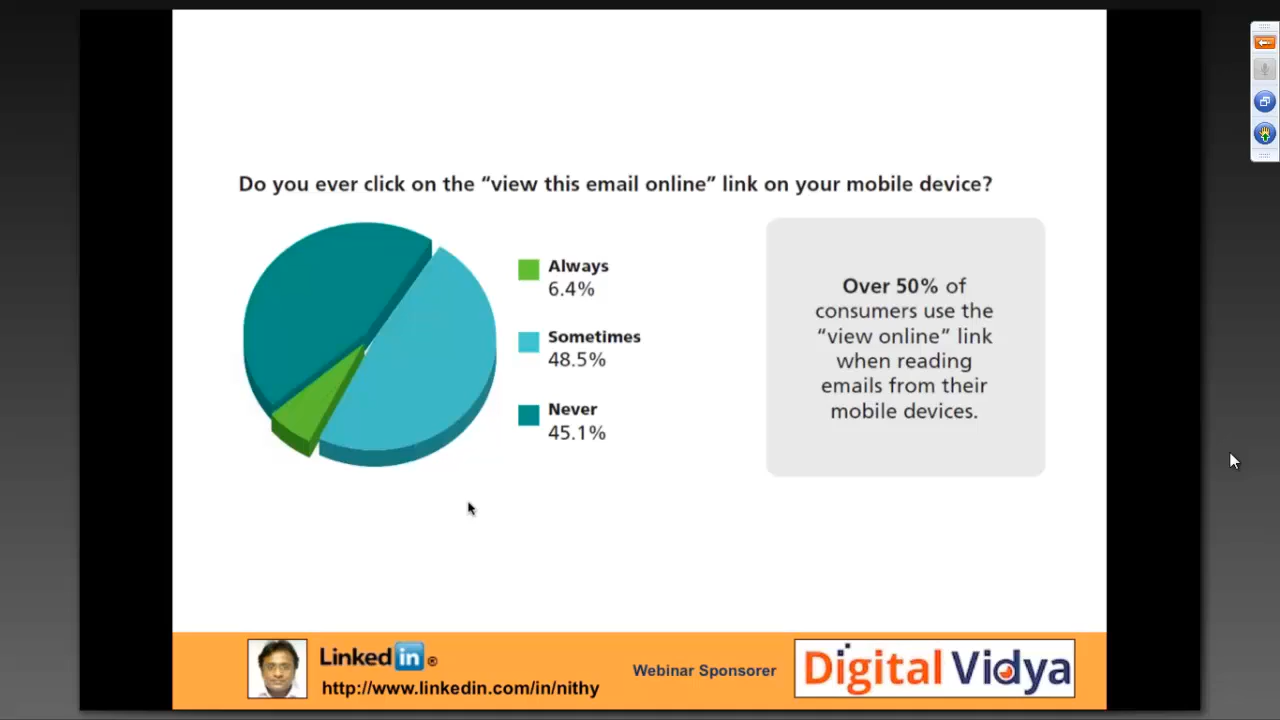 Do you ever click on the “view this email online” link on your mobile device?
Always
6.4%
Sometimes
48.5%
Never
45.1%
Over 50% of
consumers use the
“view online” link
when reading
emails from their
mobile devices.
Linked in ®
http://www.linkedin.com/in/nithy
Webinar Sponsorer
Digital Vidya